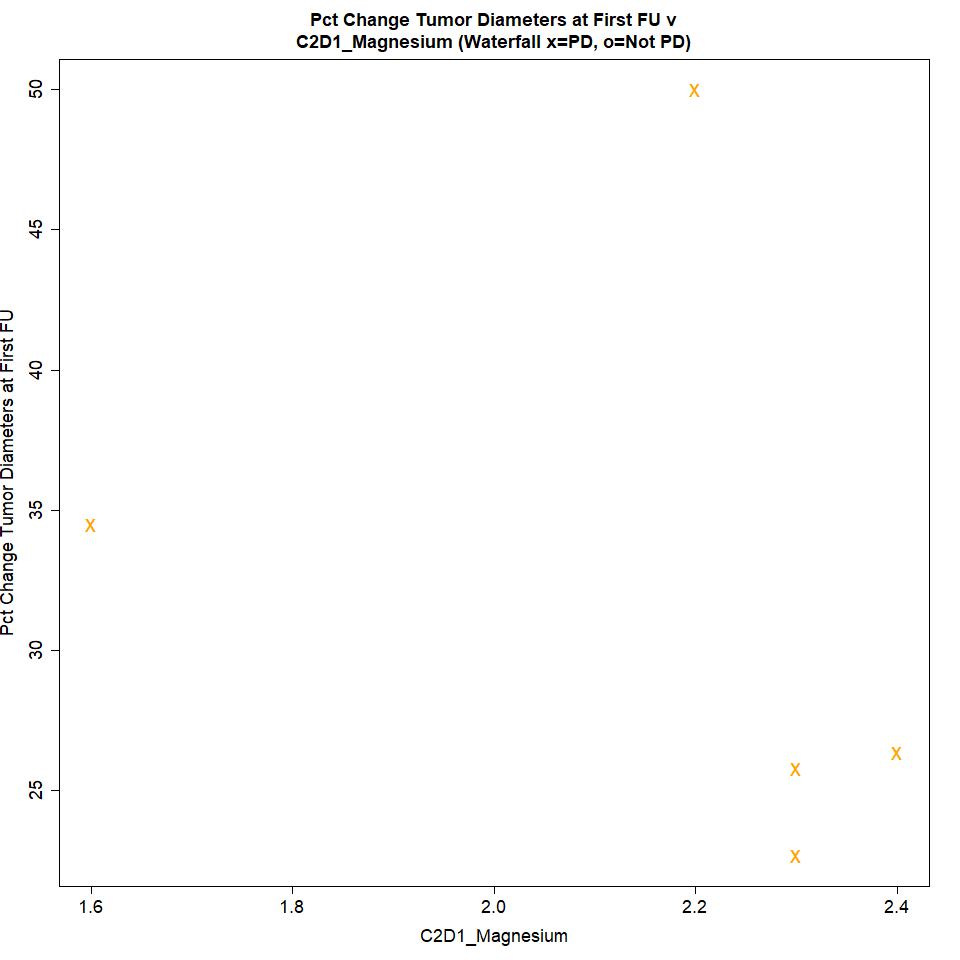 Pct Change Tumor Diameters at First FU v
C2D1_Magnesium (Waterfall x=PD, o=Not PD)
Pct Change Tumor Diameters at First FU
50
45
40
35
30
25
X
X
X
X
X
1.6
1.8
2.0
2.2
2.4
C2D1_Magnesium